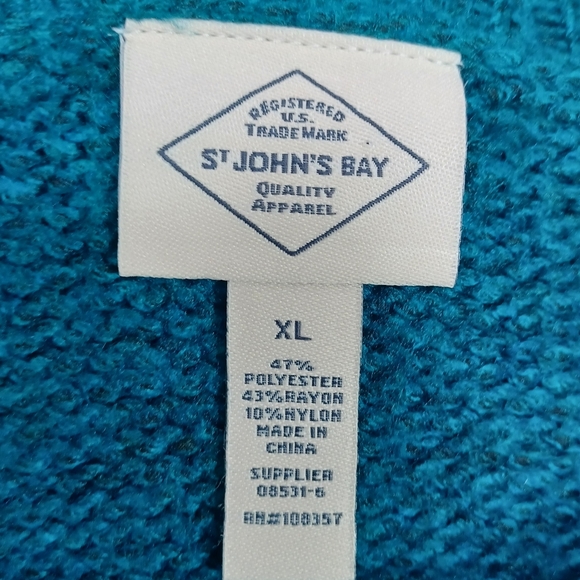 REGISTERED
U.S.
TRADEMARK
ST JOHN'S BAY
QUALITY
APPAREL
XL
47%
POLYESTER
43%RAYON
10%NYLON
MADE IN
CHINA
SUPPLIER
08531-6
RN#108357